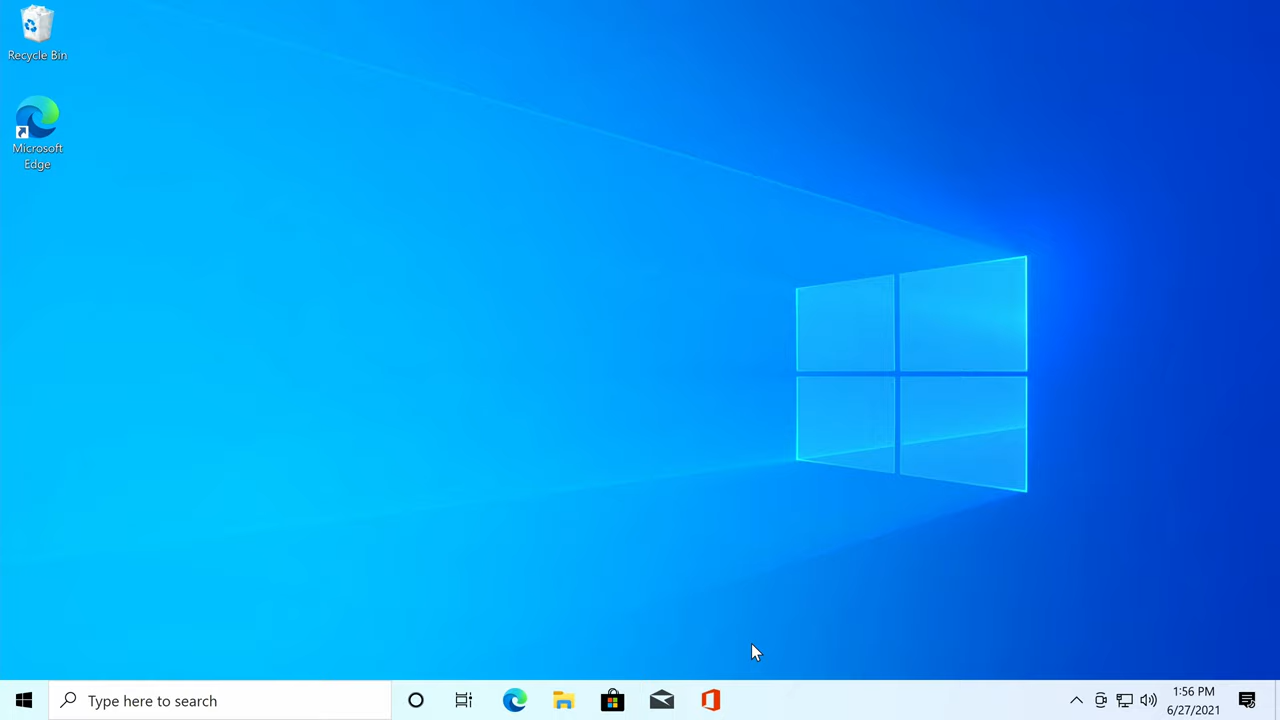 Recycle Bin
Microsoft
Edge
Type here to search
1:56 PM
6/27/2021